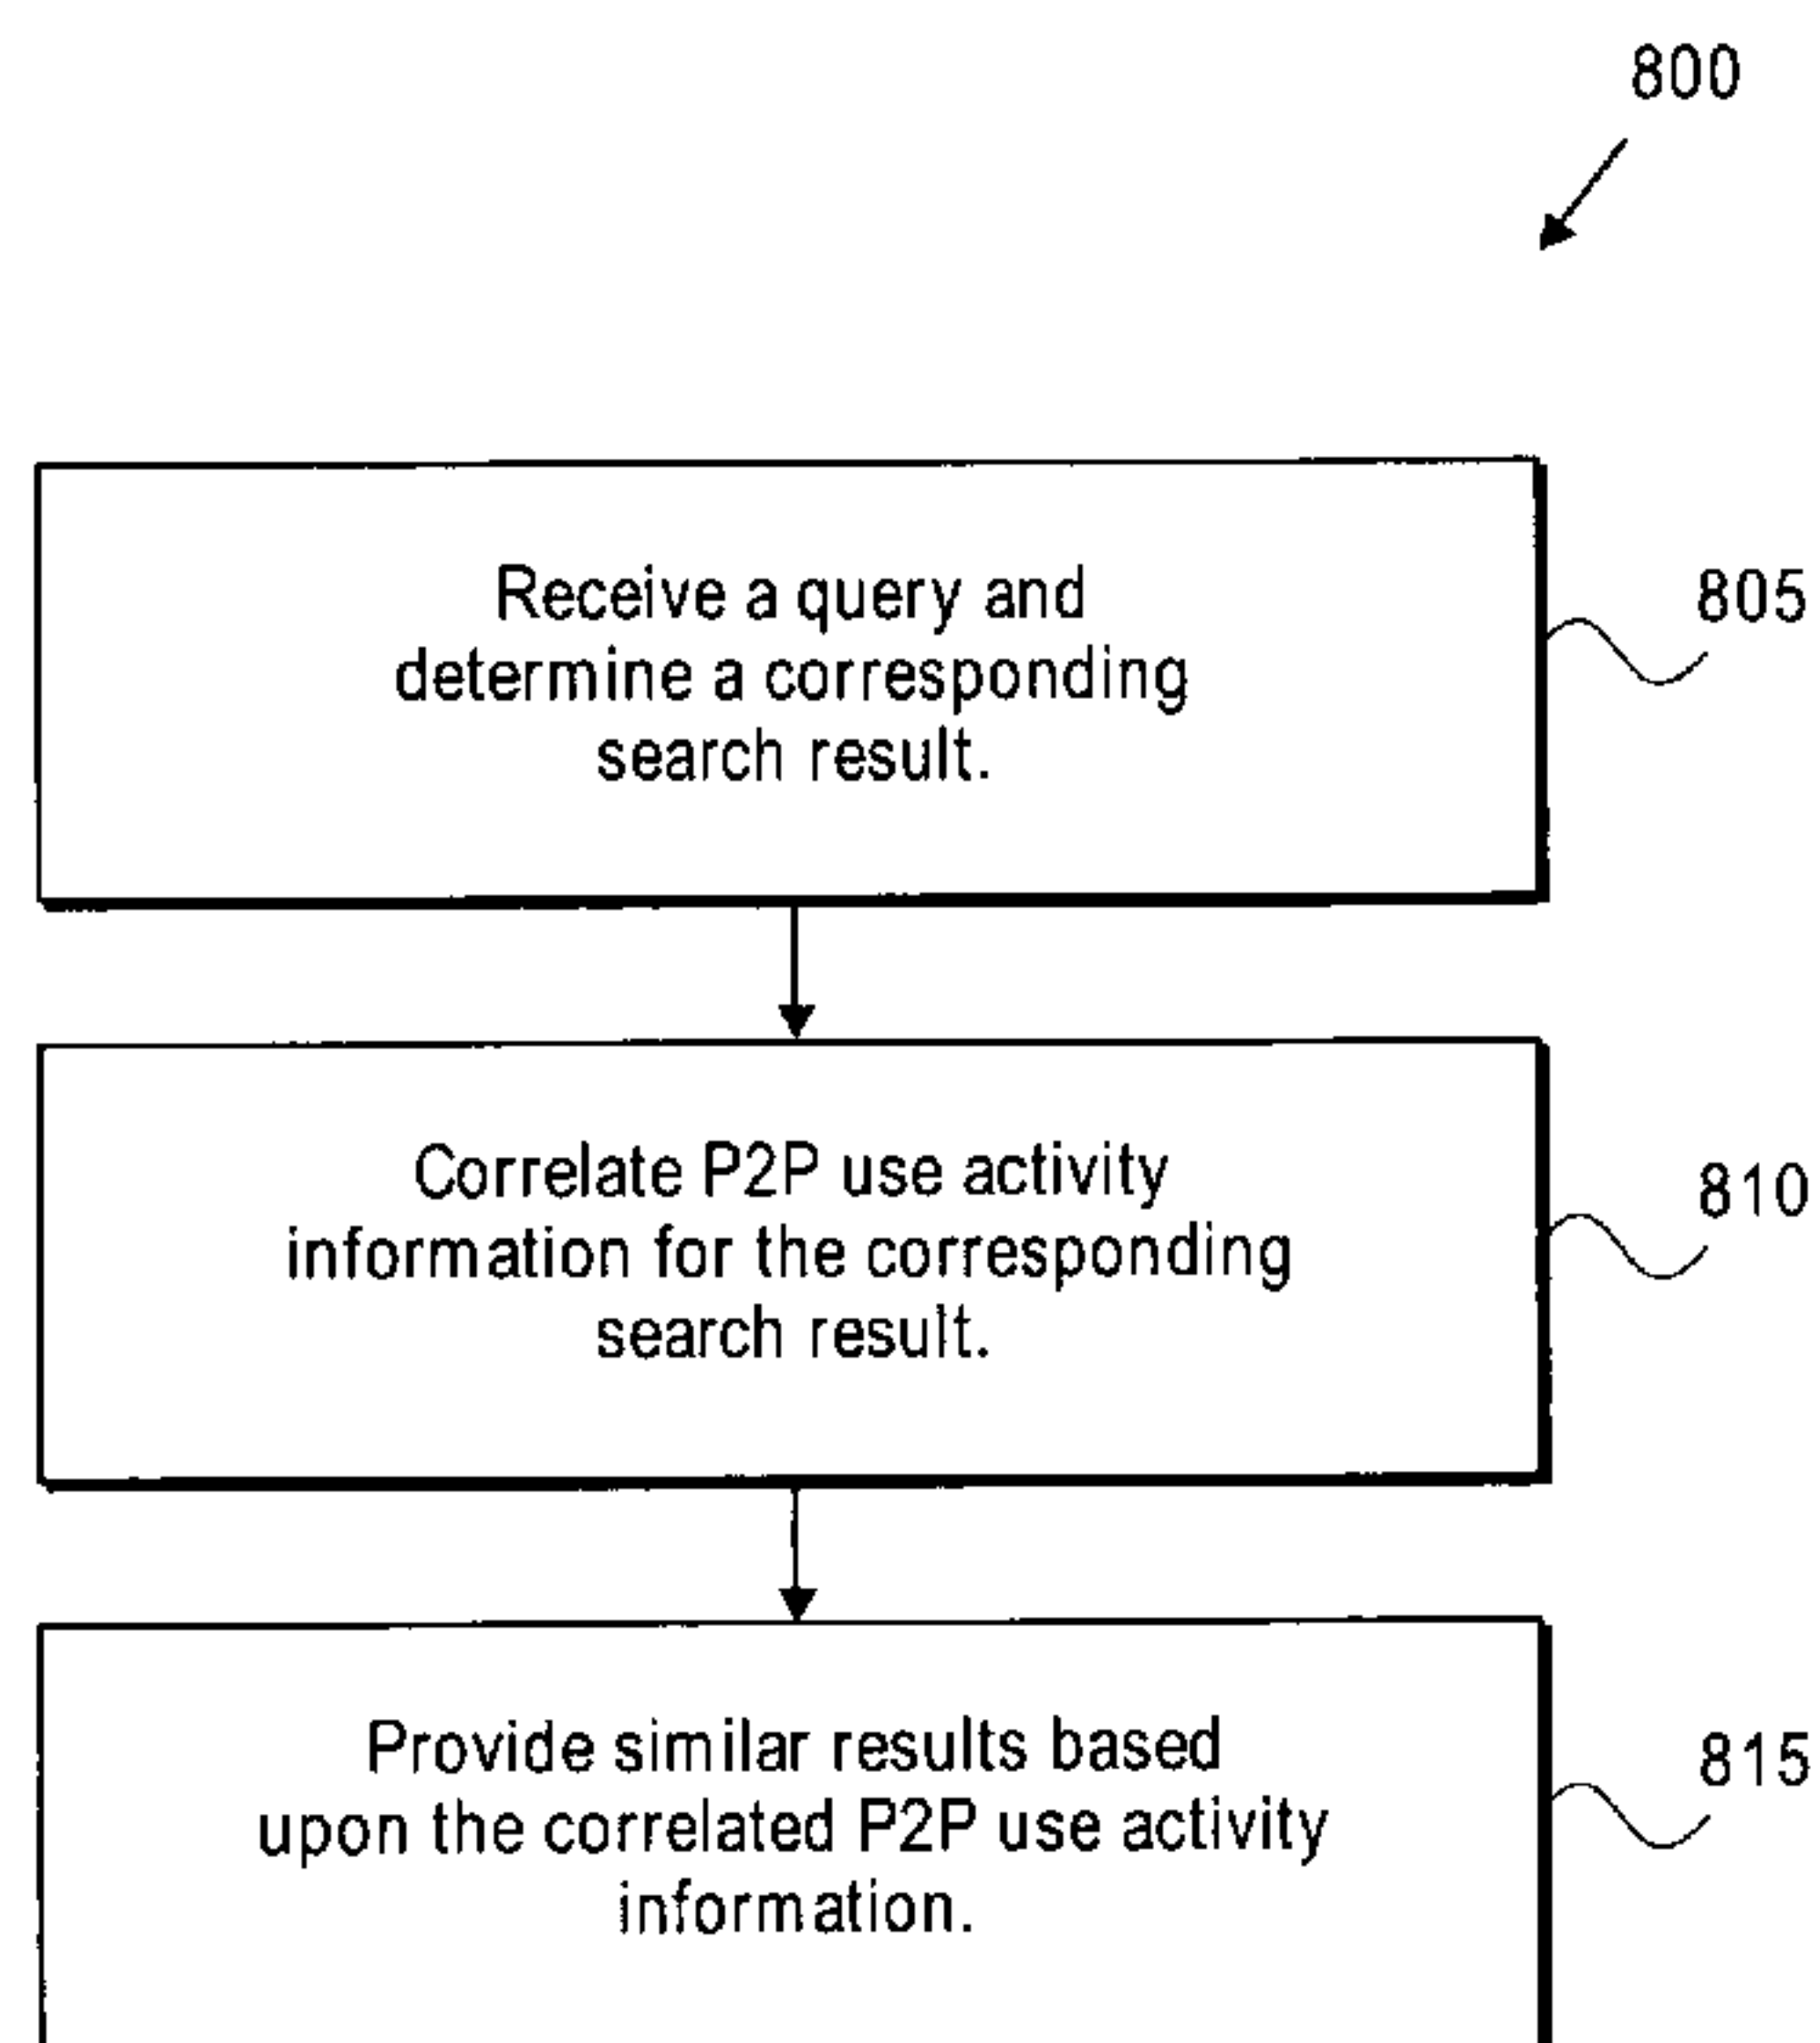 800
Receive a query and
determine a corresponding
search result.
805
Correlate P2P use activity
information for the corresponding
search result.
810
Provide similar results based
upon the correlated P2P use activity
information.
815